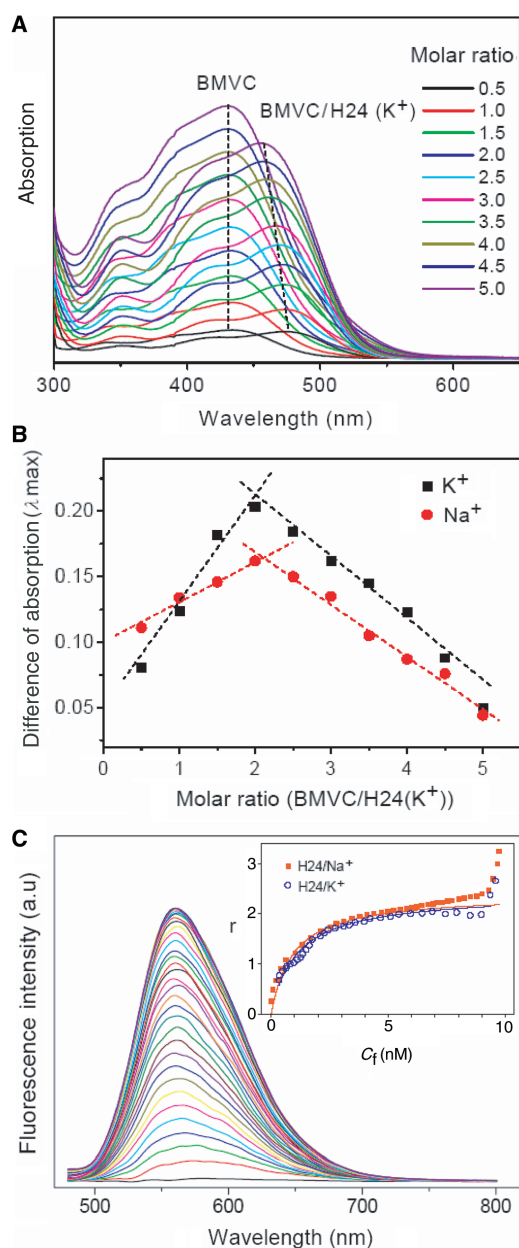 A
Molar ratio
BMVC
BMVC/H24 (K⁺)
0.5
1.0
1.5
2.0
2.5
3.0
3.5
4.0
4.5
5.0
Absorption
300 400 500 600
Wavelength (nm)
B
K⁺
Na⁺
0.20
0.15
0.10
0.05
Difference of absorption (λ max)
0 1 2 3 4 5
Molar ratio (BMVC/H24(K⁺))
C
H24/Na⁺
H24/K⁺
r
3
2
1
0
0 5 10
Cf (nM)
Fluorescence intensity (a.u)
500 600 700 800
Wavelength (nm)